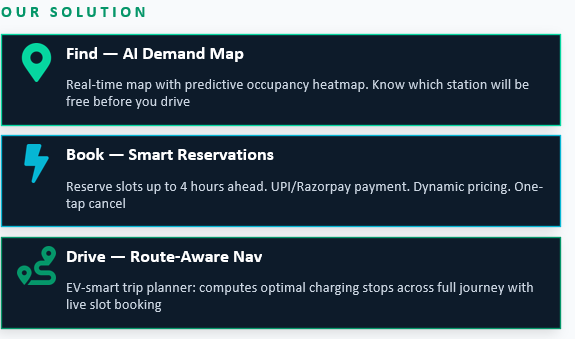 OUR SOLUTION
Find — AI Demand Map
Real-time map with predictive occupancy heatmap. Know which station will be
free before you drive
Book — Smart Reservations
Reserve slots up to 4 hours ahead. UPI/Razorpay payment. Dynamic pricing. One-
tap cancel
Drive — Route-Aware Nav
EV-smart trip planner: computes optimal charging stops across full journey with
live slot booking